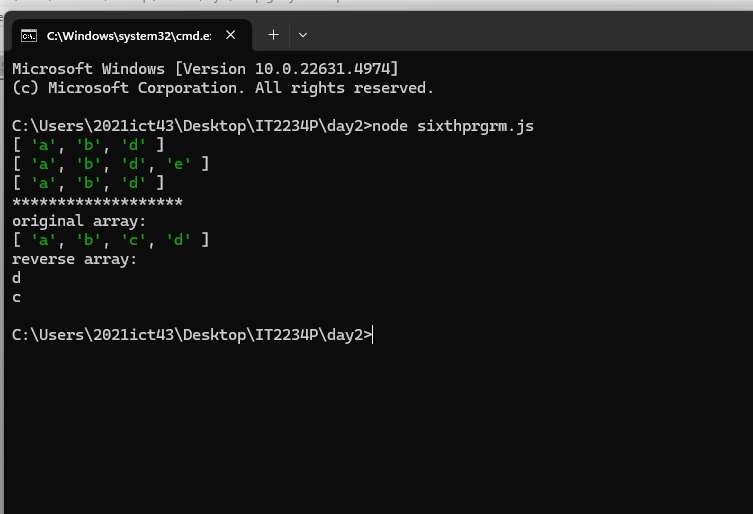 C:\Windows\system32\cmd.e:
Microsoft Windows [Version 10.0.22631.4974]
(c) Microsoft Corporation. All rights reserved.
C:\Users\2021ict43\Desktop\IT2234P\day2>node sixthprgrm.js
[ 'a', 'b', 'd' ]
[ 'a', 'b', 'd', 'e' ]
[ 'a', 'b', 'd' ]
*******************
original array:
[ 'a', 'b', 'c', 'd' ]
reverse array:
d
c
C:\Users\2021ict43\Desktop\IT2234P\day2>